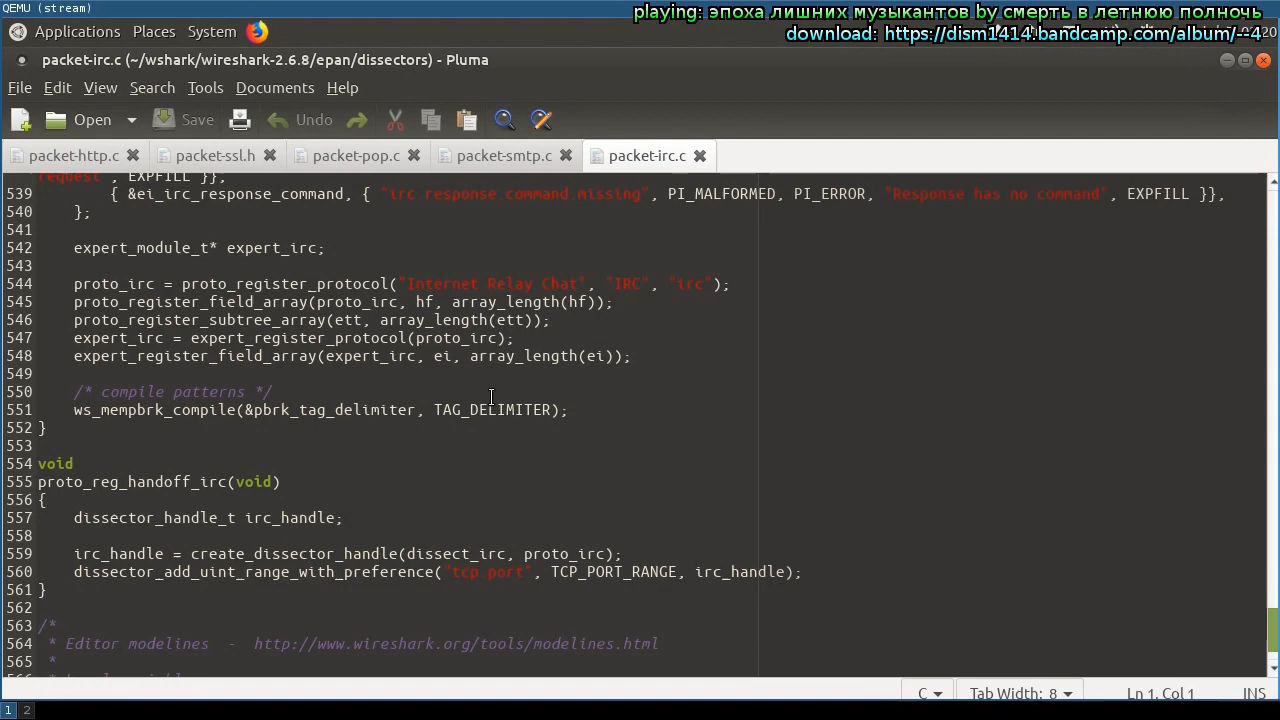 QEMU (stream)
playing: эпоха лишних музыкантов by смерть в летнюю полночь
download: https://dism1414.bandcamp.com/album/--4
Applications Places System
packet-irc.c (~/wshark/wireshark-2.6.8/epan/dissectors) - Pluma
File Edit View Search Tools Documents Help
Open Save Undo
packet-http.c packet-ssl.h packet-pop.c packet-smtp.c packet-irc.c
"request", EXPFILL }},
539 { &ei_irc_response_command, { "irc.response.command.missing", PI_MALFORMED, PI_ERROR, "Response has no command", EXPFILL }},
540 };
541
542 expert_module_t* expert_irc;
543
544 proto_irc = proto_register_protocol("Internet Relay Chat", "IRC", "irc");
545 proto_register_field_array(proto_irc, hf, array_length(hf));
546 proto_register_subtree_array(ett, array_length(ett));
547 expert_irc = expert_register_protocol(proto_irc);
548 expert_register_field_array(expert_irc, ei, array_length(ei));
549
550 /* compile patterns */
551 ws_mempbrk_compile(&pbrk_tag_delimiter, TAG_DELIMITER);
552 }
553
554 void
555 proto_reg_handoff_irc(void)
556 {
557 dissector_handle_t irc_handle;
558
559 irc_handle = create_dissector_handle(dissect_irc, proto_irc);
560 dissector_add_uint_range_with_preference("tcp.port", TCP_PORT_RANGE, irc_handle);
561 }
562
563 /*
564 * Editor modelines - http://www.wireshark.org/tools/modelines.html
565 *
C Tab Width: 8 Ln 1, Col 1 INS
1 2